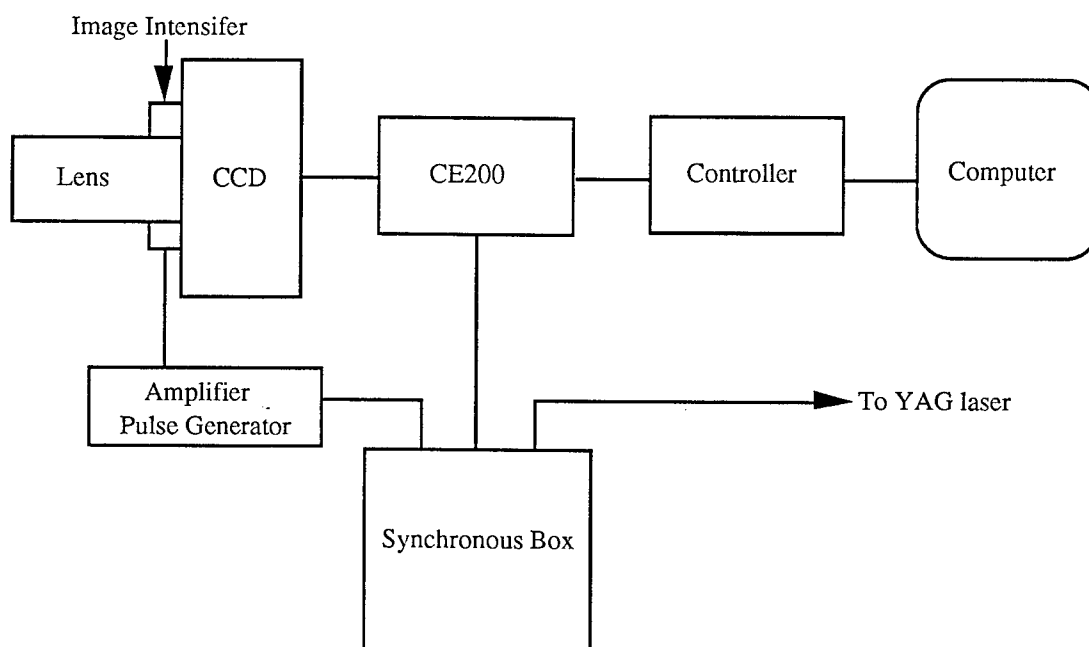 Image Intensifer
Lens
CCD
CE200
Controller
Computer
Amplifier
Pulse Generator
To YAG laser
Synchronous Box